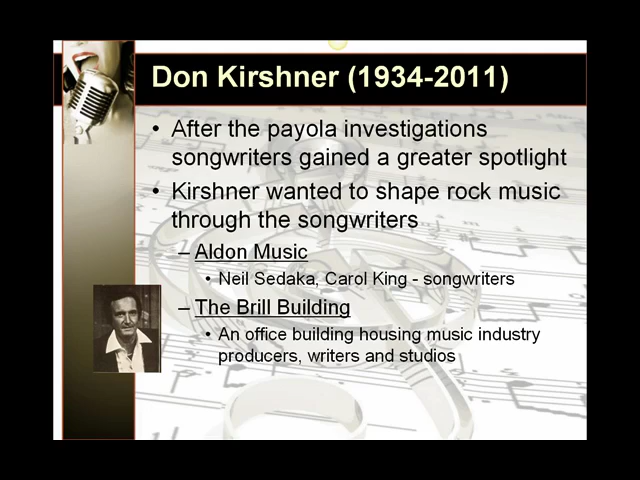 Don Kirshner (1934-2011)
• After the payola investigations
songwriters gained a greater spotlight
• Kirshner wanted to shape rock music
through the songwriters
– Aldon Music
• Neil Sedaka, Carol King - songwriters
– The Brill Building
• An office building housing music industry
producers, writers and studios